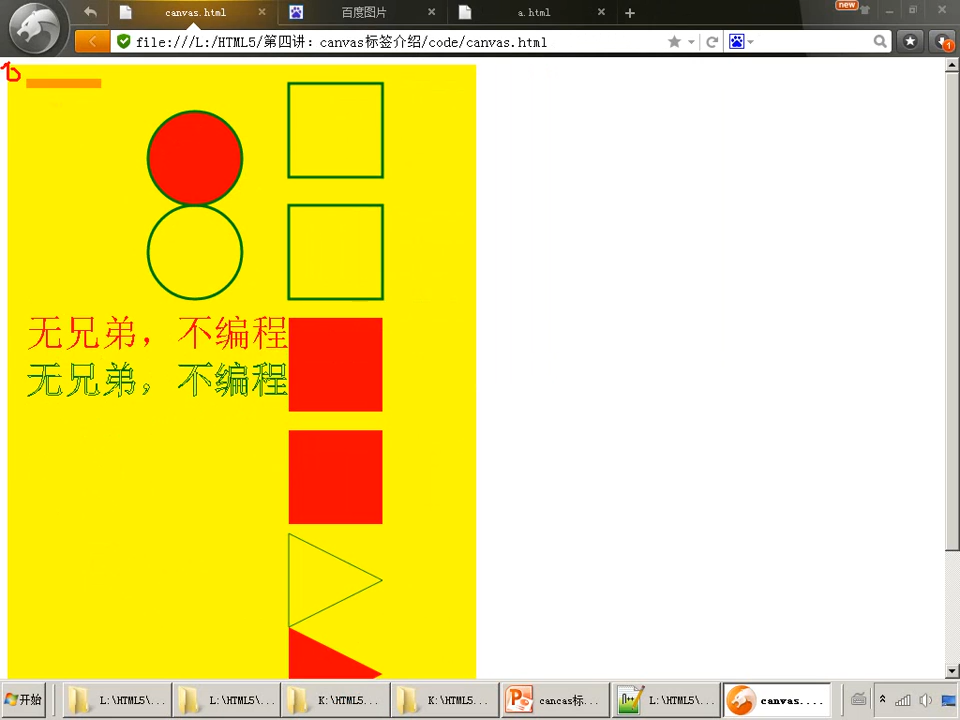 canvas.html
百度图片
a.html
new
file:///L:/HTML5/第四讲：canvas标签介绍/code/canvas.html
1
无兄弟，不编程
无兄弟，不编程
开始
L:\HTML5\...
L:\HTML5\...
K:\HTML5...
K:\HTML5...
cancas标...
L:\HTML5\...
canvas....